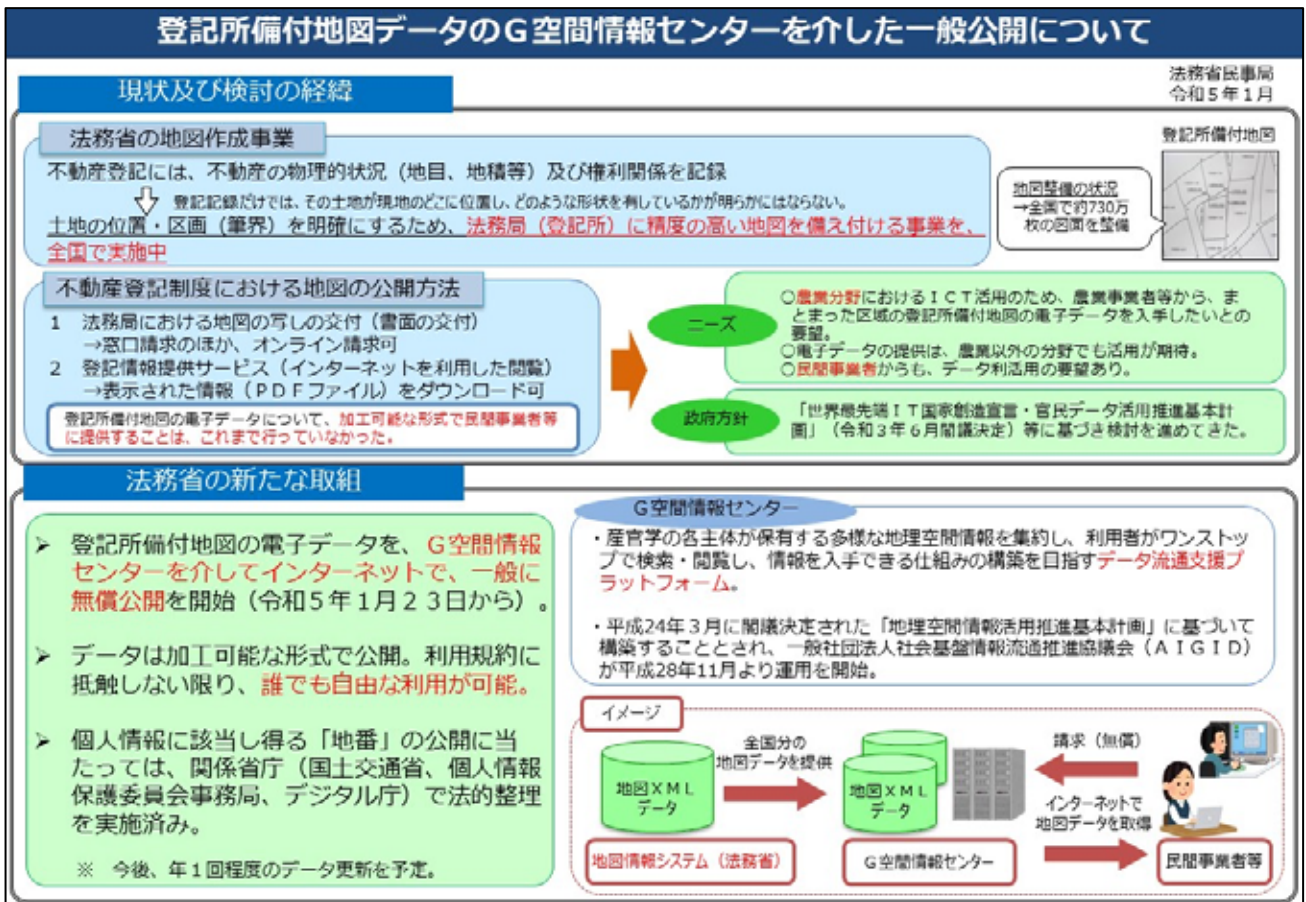 登記所備付地図データのG空間情報センターを介した一般公開について
法務省民事局
令和5年1月
現状及び検討の経緯
法務省の地図作成事業
不動産登記には、不動産の物理的状況(地目、地積等)及び権利関係を記録
登記記録だけでは、その土地が現地のどこに位置し、どのような形状を有しているかが明らかにはならない。
土地の位置・区画(筆界)を明確にするため、法務局(登記所)に精度の高い地図を備え付ける事業を、
全国で実施中
地図整備の状況
→全国で約730万
枚の図面を整備
登記所備付地図
不動産登記制度における地図の公開方法
1 法務局における地図の写しの交付(書面の交付)
→窓口請求のほか、オンライン請求可
2 登記情報提供サービス(インターネットを利用した閲覧)
→表示された情報(PDFファイル)をダウンロード可
登記所備付地図の電子データについて、加工可能な形式で民間事業者等
に提供することは、これまで行っていなかった。
ニーズ
○農業分野におけるICT活用のため、農業事業者等から、ま
とまった区域の登記所備付地図の電子データを入手したいとの
要望。
○電子データの提供は、農業以外の分野でも活用が期待。
○民間事業者からも、データ利活用の要望あり。
政府方針
「世界最先端IT国家創造宣言・官民データ活用推進基本計
画」(令和3年6月閣議決定)等に基づき検討を進めてきた。
法務省の新たな取組
➤ 登記所備付地図の電子データを、G空間情報
センターを介してインターネットで、一般に
無償公開を開始(令和5年1月23日から)。
➤ データは加工可能な形式で公開。利用規約に
抵触しない限り、誰でも自由な利用が可能。
➤ 個人情報に該当し得る「地番」の公開に当
たっては、関係省庁(国土交通省、個人情報
保護委員会事務局、デジタル庁)で法的整理
を実施済み。
※ 今後、年1回程度のデータ更新を予定。
G空間情報センター
・産官学の各主体が保有する多様な地理空間情報を集約し、利用者がワンストッ
プで検索・閲覧し、情報を入手できる仕組みの構築を目指すデータ流通支援プ
ラットフォーム。
・平成24年3月に閣議決定された「地理空間情報活用推進基本計画」に基づいて
構築することとされ、一般社団法人社会基盤情報流通推進協議会(AIGID)
が平成28年11月より運用を開始。
イメージ
地図XML
データ
全国分の
地図データを提供
地図XML
データ
請求(無償)
インターネットで
地図データを取得
地図情報システム(法務省)
G空間情報センター
民間事業者等